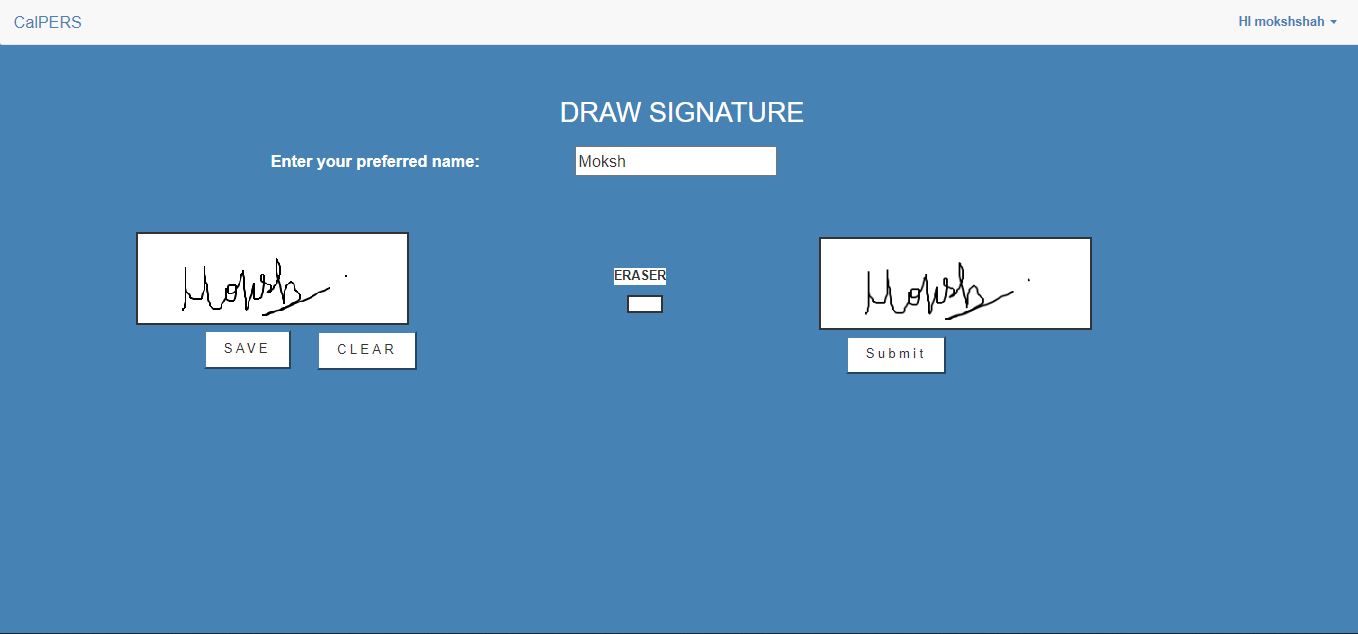 CalPERS
HI mokshshah
DRAW SIGNATURE
Enter your preferred name: Moksh
Moksh. ERASER Moksh.
SAVE CLEAR Submit